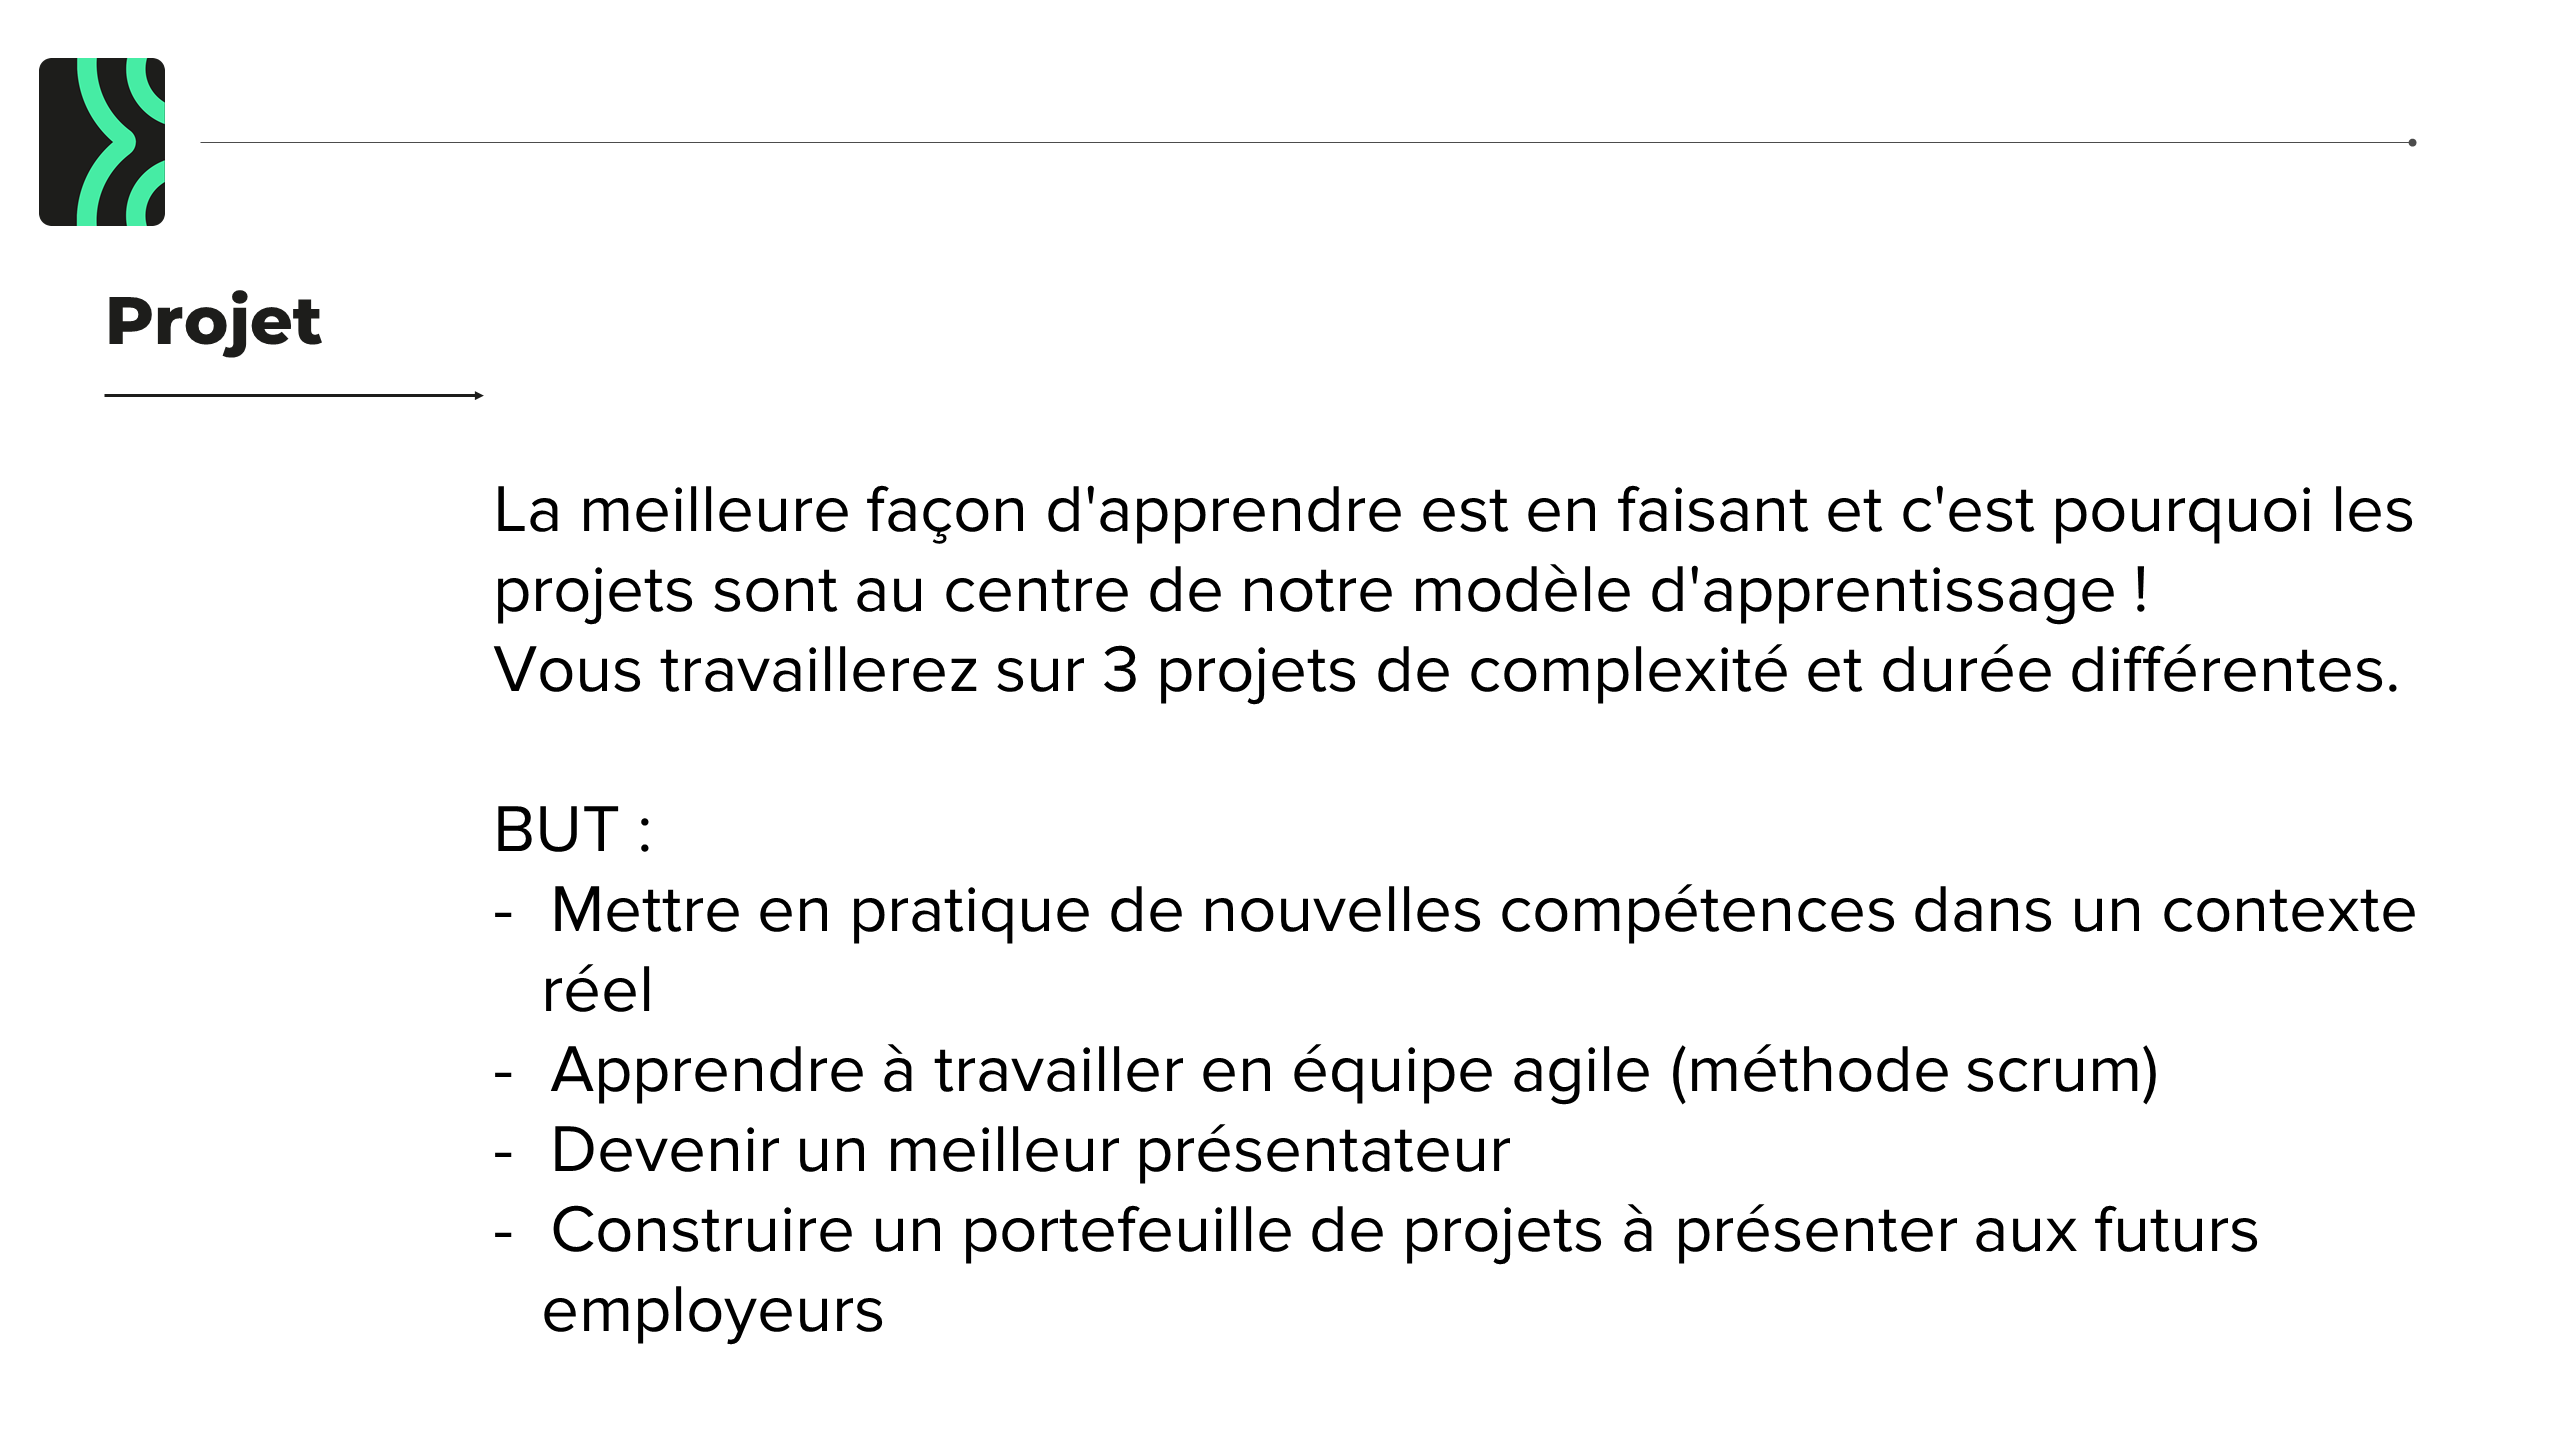 Projet
La meilleure façon d'apprendre est en faisant et c'est pourquoi les
projets sont au centre de notre modèle d'apprentissage !
Vous travaillerez sur 3 projets de complexité et durée différentes.
BUT :
- Mettre en pratique de nouvelles compétences dans un contexte
réel
- Apprendre à travailler en équipe agile (méthode scrum)
- Devenir un meilleur présentateur
- Construire un portefeuille de projets à présenter aux futurs
employeurs